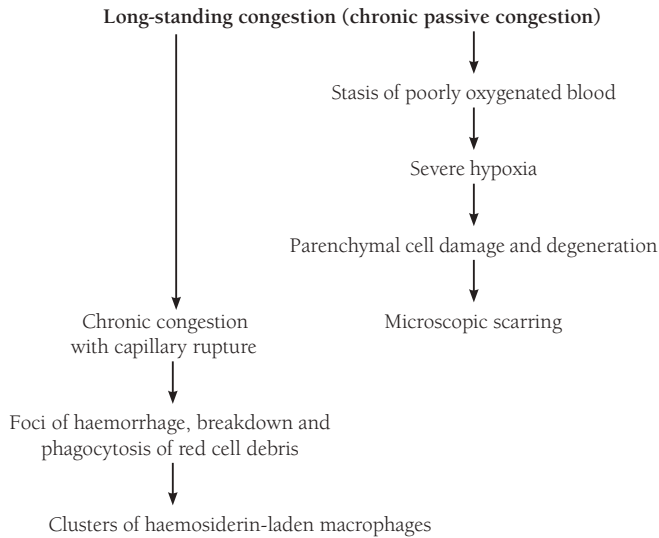 Long-standing congestion (chronic passive congestion)
Stasis of poorly oxygenated blood
Severe hypoxia
Parenchymal cell damage and degeneration
Microscopic scarring
Chronic congestion
with capillary rupture
Foci of haemorrhage, breakdown and
phagocytosis of red cell debris
Clusters of haemosiderin-laden macrophages